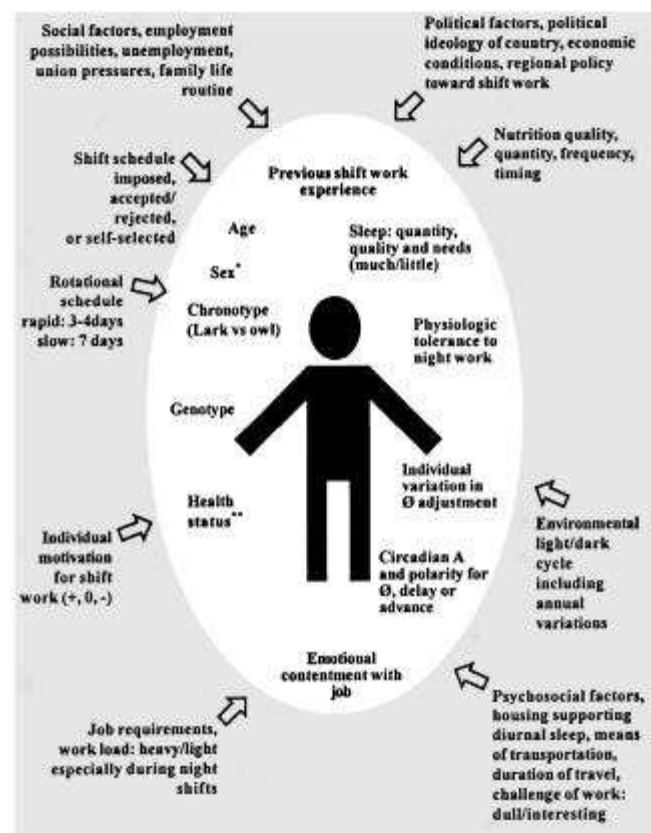 Social factors, employment
possibilities, unemployment,
union pressures, family life
routine
Political factors, political
ideology of country, economic
conditions, regional policy
toward shift work
Nutrition quality,
quantity, frequency,
timing
Shift schedule
imposed,
accepted/
rejected,
or self-selected
Previous shift work
experience
Age
Sleep: quantity,
quality and needs
(much/little)
Sex*
Rotational
schedule
rapid: 3-4days
slow: 7 days
Chronotype
(Lark vs owl)
Physiologic
tolerance to
night work
Genotype
Individual
variation in
Ø adjustment
Health
status**
Individual
motivation
for shift
work (+, 0, -)
Environmental
light/dark
cycle
including
annual
variations
Circadian A
and polarity for
Ø, delay or
advance
Emotional
contentment with
job
Job requirements,
work load: heavy/light
especially during night
shifts
Psychosocial factors,
housing supporting
diurnal sleep, means
of transportation,
duration of travel,
challenge of work:
dull/interesting